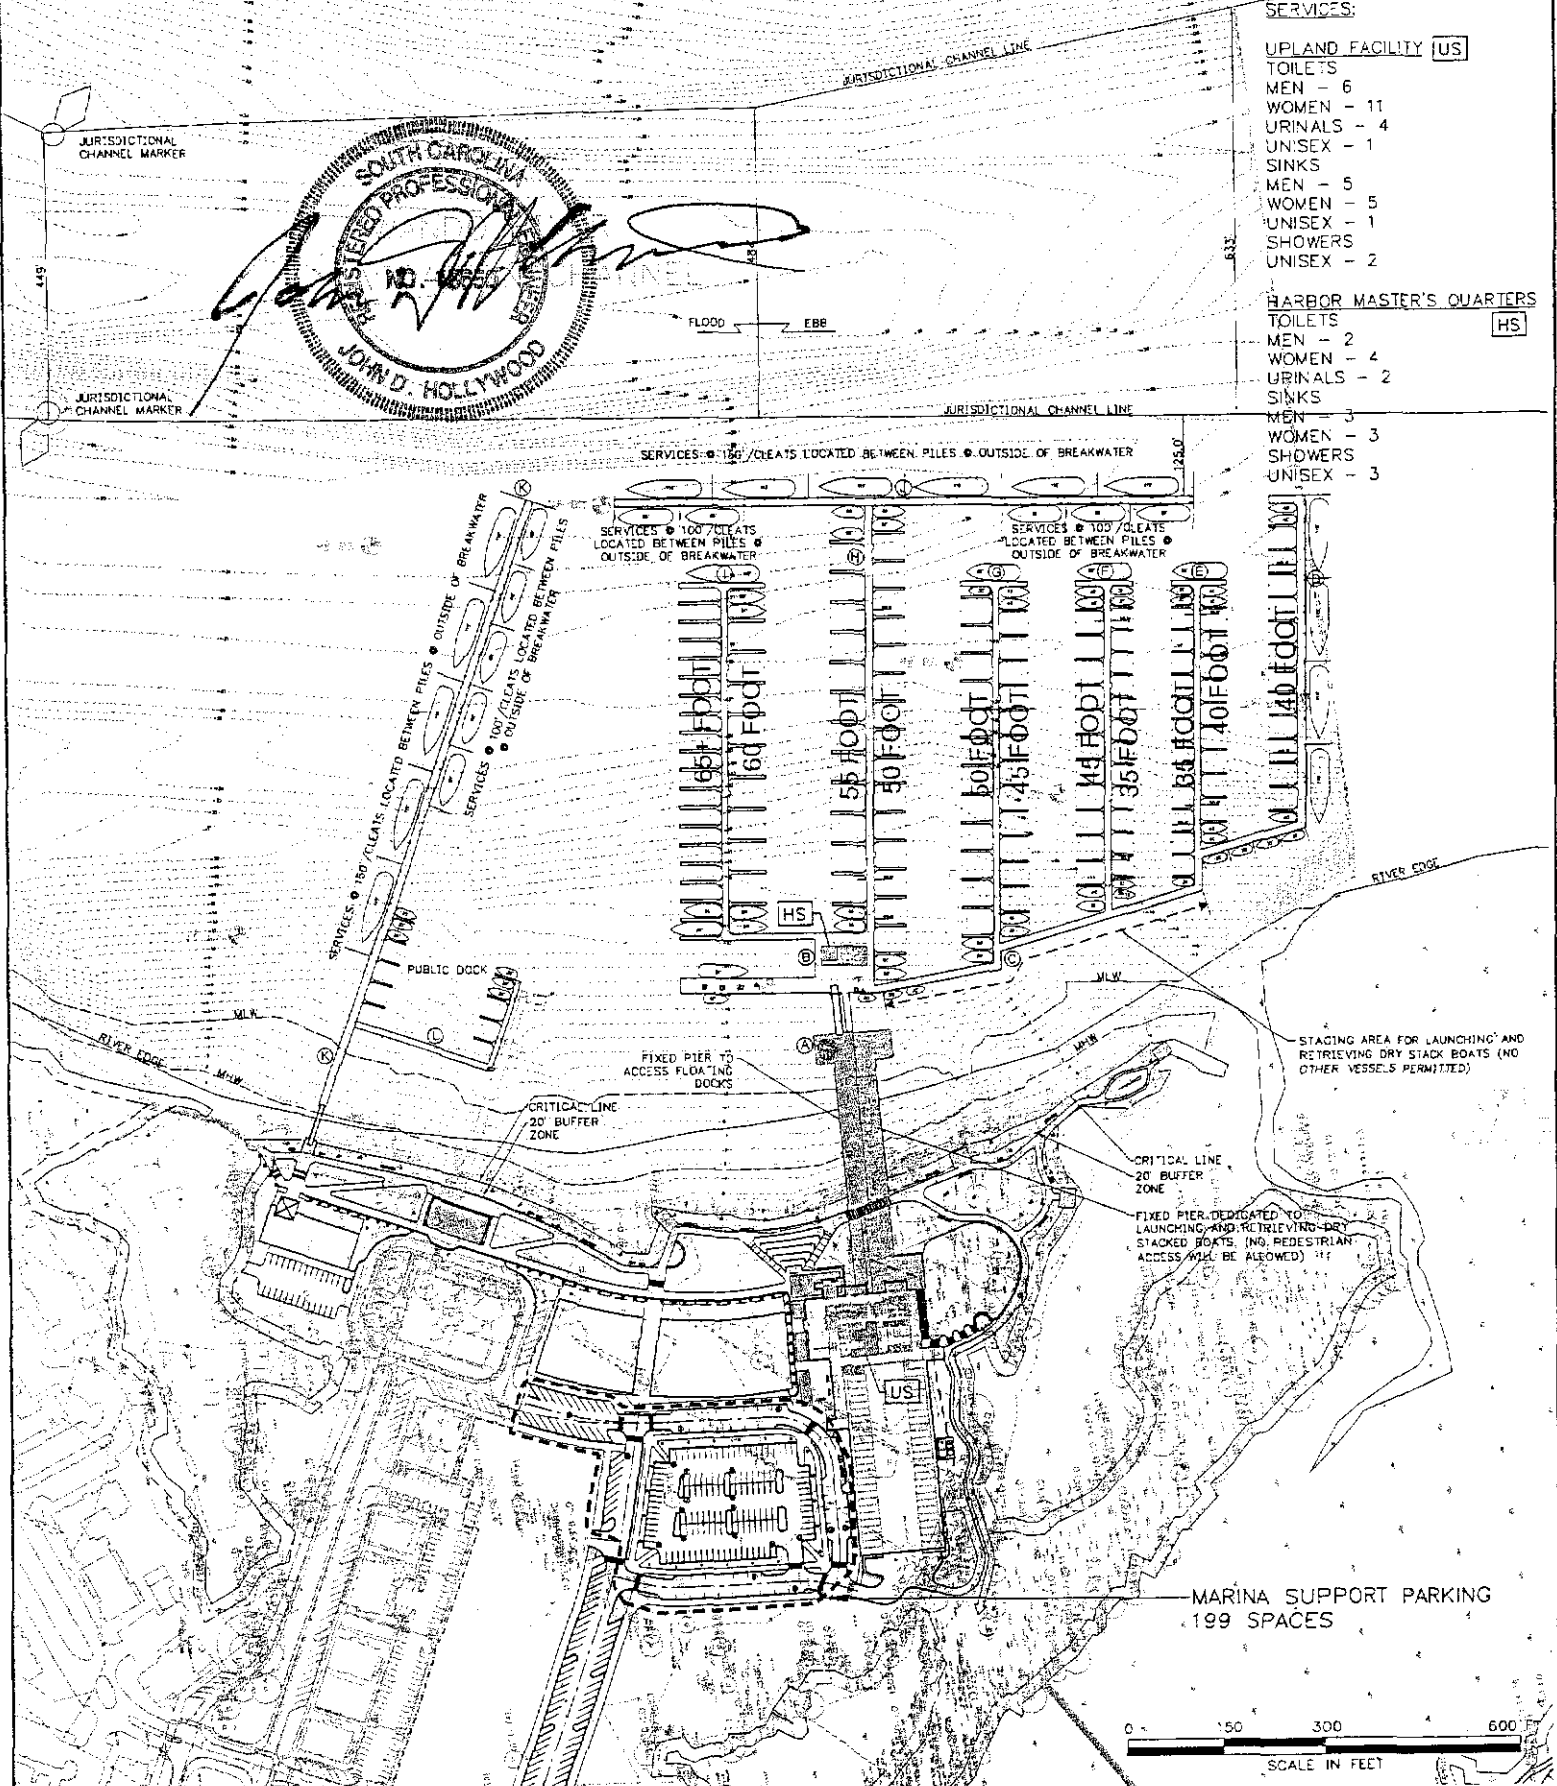 SERVICES:
UPLAND FACILITY US
TOILETS
MEN - 6
WOMEN - 11
URINALS - 4
UNISEX - 1
SINKS
MEN - 5
WOMEN - 5
UNISEX - 1
SHOWERS
UNISEX - 2
HARBOR MASTER'S QUARTERS
HS
TOILETS
MEN - 2
WOMEN - 4
URINALS - 2
SINKS
MEN - 3
WOMEN - 3
SHOWERS
UNISEX - 3
JURISDICTIONAL CHANNEL LINE
JURISDICTIONAL
CHANNEL MARKER
SOUTH CAROLINA
REGISTERED PROFESSIONAL ENGINEER
NO.
JOHN D. HOLLYWOOD
449'
633'
FLOOD
EBB
JURISDICTIONAL
CHANNEL MARKER
JURISDICTIONAL CHANNEL LINE
125.0'
SERVICES @ 150'/CLEATS LOCATED BETWEEN PILES @ OUTSIDE OF BREAKWATER
J
K
SERVICES @ 100'/CLEATS
LOCATED BETWEEN PILES @
OUTSIDE OF BREAKWATER
SERVICES @ 100'/CLEATS
LOCATED BETWEEN PILES @
OUTSIDE OF BREAKWATER
SERVICES @ 150'/CLEATS LOCATED BETWEEN PILES @ OUTSIDE OF BREAKWATER
SERVICES @ 100'/CLEATS LOCATED BETWEEN PILES
@ OUTSIDE OF BREAKWATER
I
H
G
F
E
D
65+ FOOT
60 FOOT
55 FOOT
50 FOOT
50 FOOT
45 FOOT
45 FOOT
35 FOOT
35 FOOT
40 FOOT
40 FOOT
RIVER EDGE
HS
B
C
PUBLIC DOCK
MLW
MLW
L
K
A
RIVER EDGE
MHW
MHW
FIXED PIER TO
ACCESS FLOATING
DOCKS
STAGING AREA FOR LAUNCHING AND
RETRIEVING DRY STACK BOATS (NO
OTHER VESSELS PERMITTED)
CRITICAL LINE
20' BUFFER
ZONE
CRITICAL LINE
20' BUFFER
ZONE
FIXED PIER DEDICATED TO
LAUNCHING AND RETRIEVING DRY
STACKED BOATS. (NO PEDESTRIAN
ACCESS WILL BE ALLOWED)
US
MARINA SUPPORT PARKING
199 SPACES
0 150 300 600 FT
SCALE IN FEET